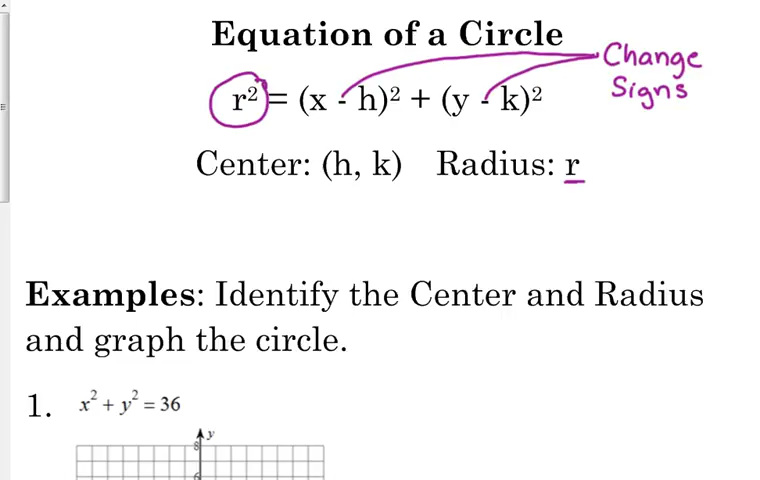 Equation of a Circle
r² = (x - h)² + (y - k)²
Change
Signs
Center: (h, k) Radius: r
Examples: Identify the Center and Radius
and graph the circle.
1. x² + y² = 36
y
8